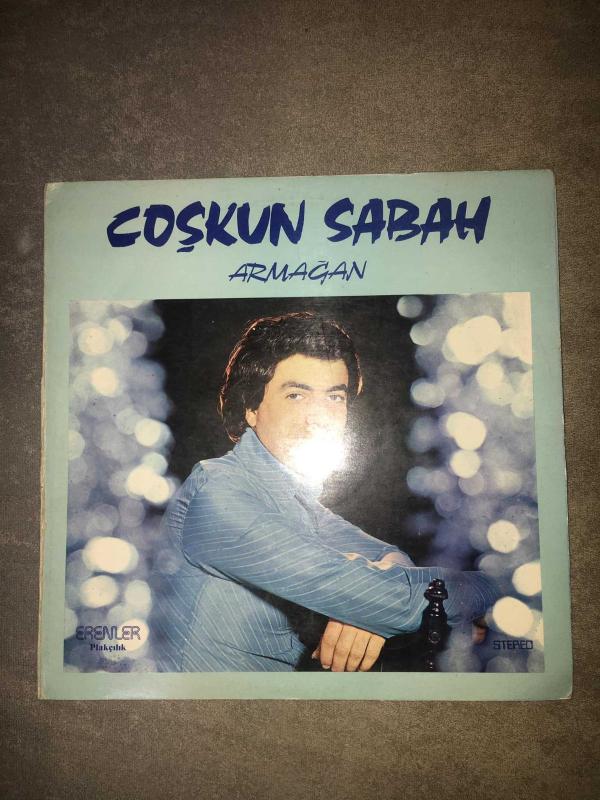 COŞKUN SABAH
ARMAĞAN
ERENLER
Plakçılık
STEREO